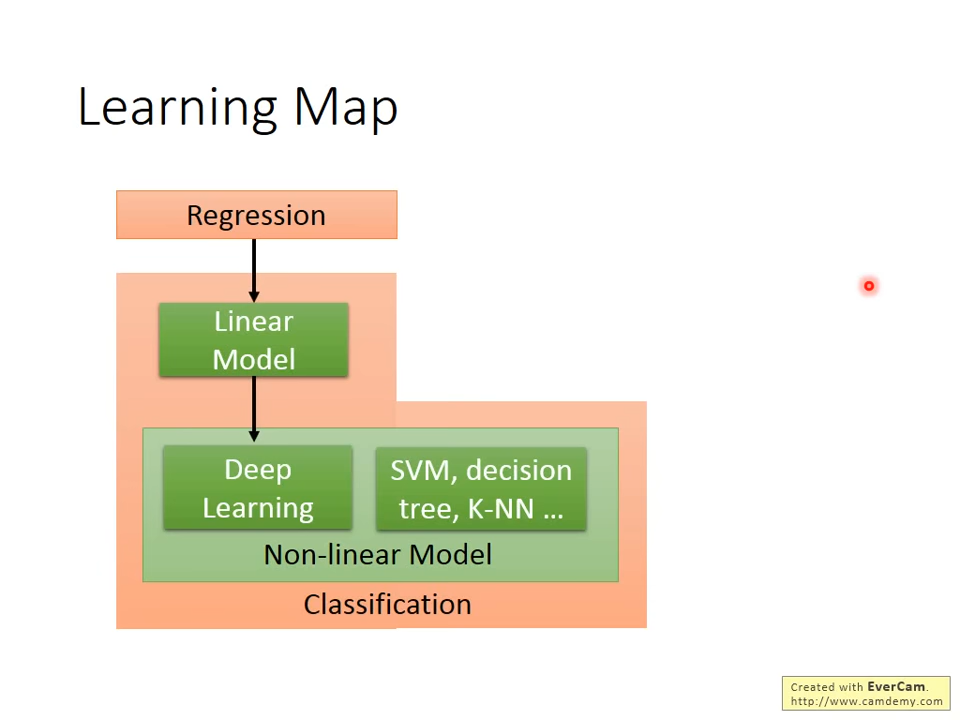 Learning Map
Regression
Linear
Model
Deep
Learning
SVM, decision
tree, K-NN ...
Non-linear Model
Classification
Created with EverCam.
http://www.camdemy.com